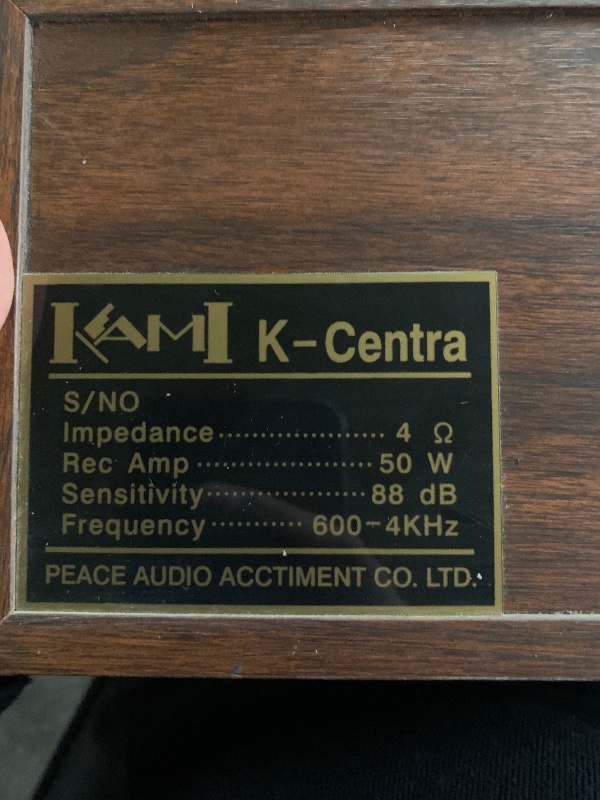 KAMI K-Centra
S/NO
Impedance·····················4 Ω
Rec Amp······················50 W
Sensitivity····················88 dB
Frequency···········600-4KHz
PEACE AUDIO ACCTIMENT CO. LTD.